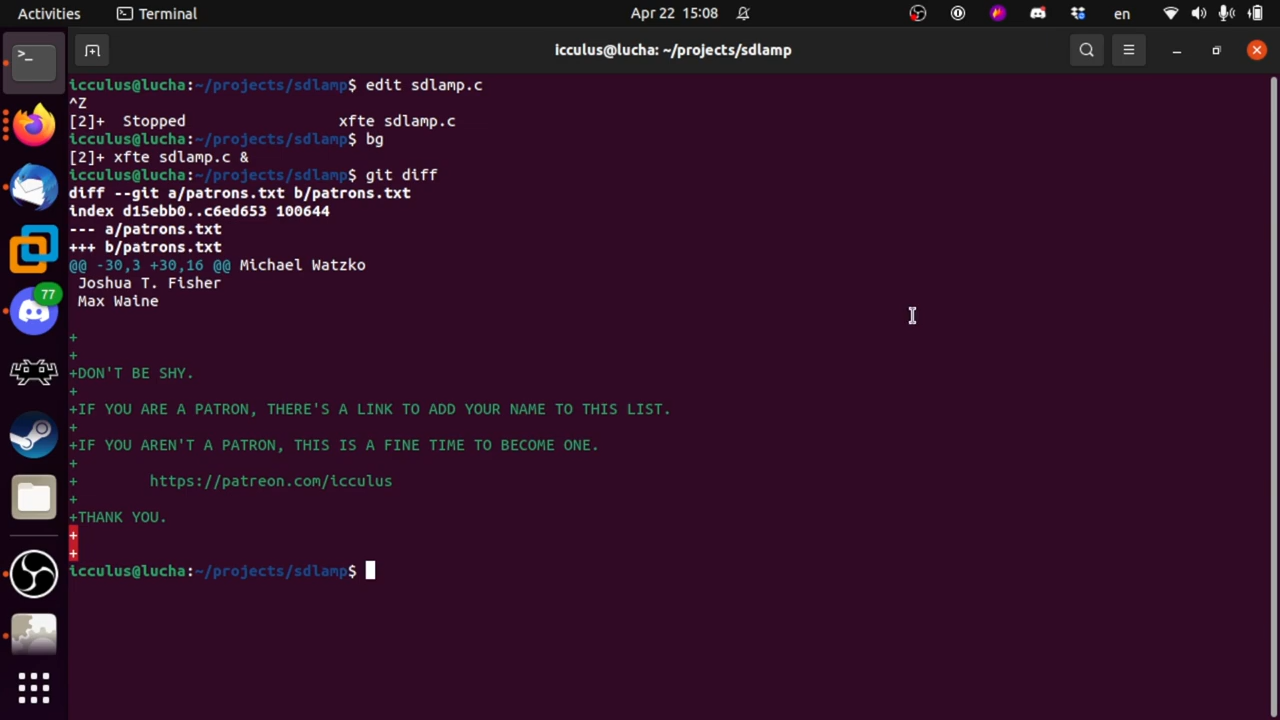 Activities Terminal Apr 22 15:08 en
icculus@lucha: ~/projects/sdlamp
icculus@lucha:~/projects/sdlamp$ edit sdlamp.c
^Z
[2]+  Stopped                 xfte sdlamp.c
icculus@lucha:~/projects/sdlamp$ bg
[2]+ xfte sdlamp.c &
icculus@lucha:~/projects/sdlamp$ git diff
diff --git a/patrons.txt b/patrons.txt
index d15ebb0..c6ed653 100644
--- a/patrons.txt
+++ b/patrons.txt
@@ -30,3 +30,16 @@ Michael Watzko
 Joshua T. Fisher
 Max Waine
+
+
+DON'T BE SHY.
+
+IF YOU ARE A PATRON, THERE'S A LINK TO ADD YOUR NAME TO THIS LIST.
+
+IF YOU AREN'T A PATRON, THIS IS A FINE TIME TO BECOME ONE.
+
+        https://patreon.com/icculus
+
+THANK YOU.
+
+
icculus@lucha:~/projects/sdlamp$
77